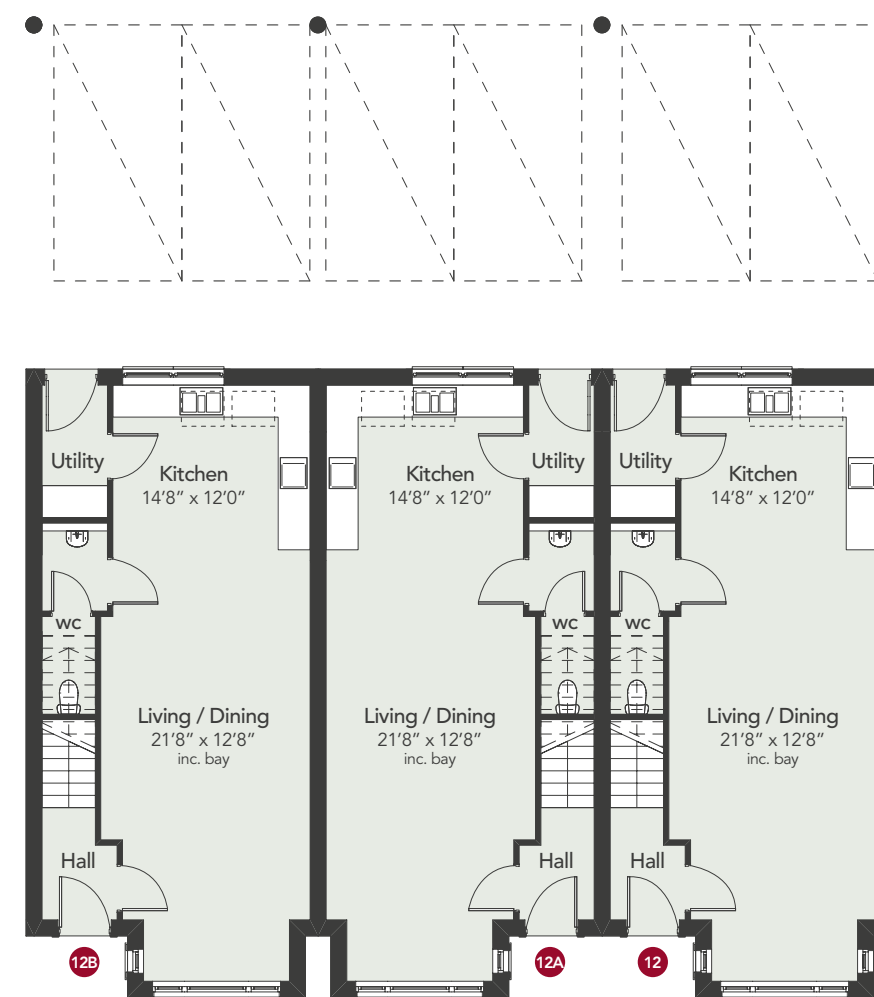 Utility
Kitchen
14’8” x 12’0”
wc
Living / Dining
21’8” x 12’8”
inc. bay
Hall
12B
Kitchen
14’8” x 12’0”
Utility
wc
Living / Dining
21’8” x 12’8”
inc. bay
Hall
12A
Utility
Kitchen
14’8” x 12’0”
wc
Living / Dining
21’8” x 12’8”
inc. bay
Hall
12